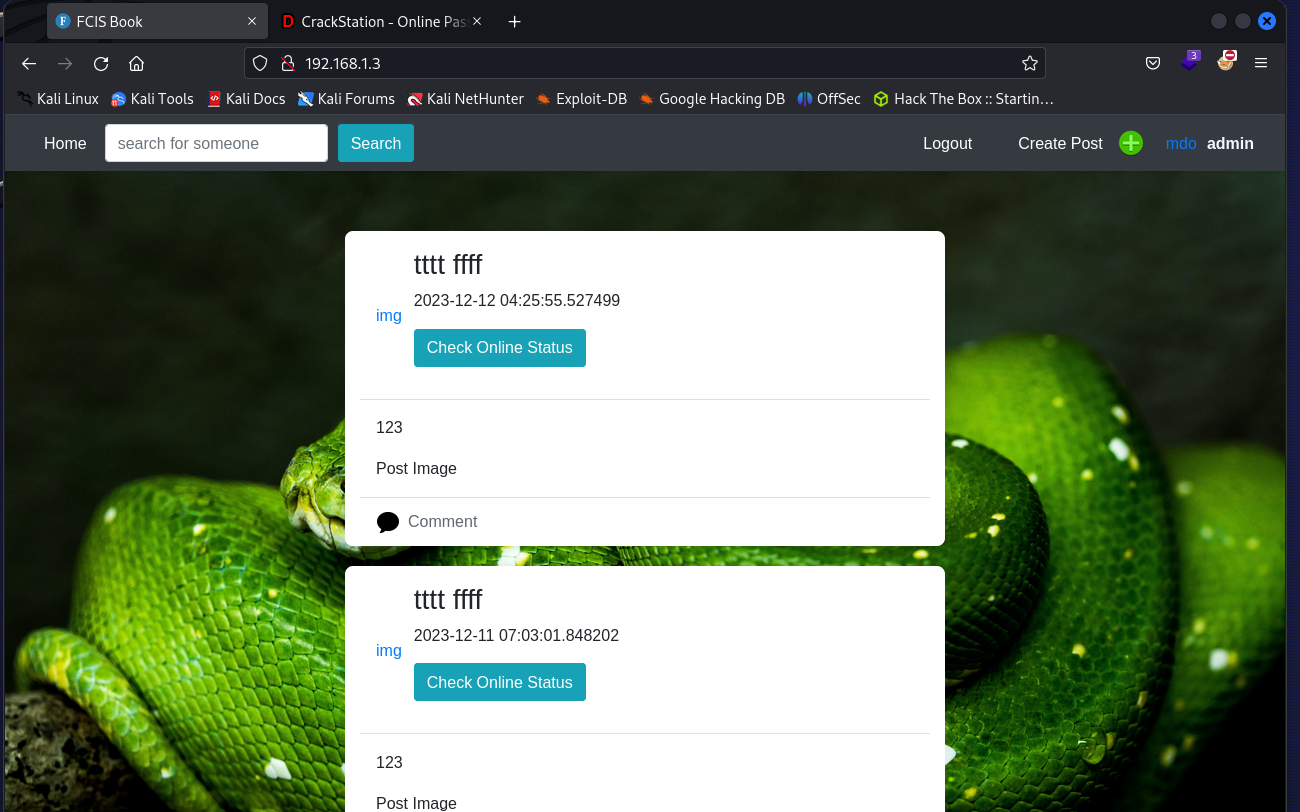 FCIS Book
CrackStation - Online Pas
192.168.1.3
3
Kali Linux Kali Tools Kali Docs Kali Forums Kali NetHunter Exploit-DB Google Hacking DB OffSec Hack The Box :: Startin…
Home search for someone Search Logout Create Post mdo admin
tttt ffff
2023-12-12 04:25:55.527499
img
Check Online Status
123
Post Image
Comment
tttt ffff
2023-12-11 07:03:01.848202
img
Check Online Status
123
Post Image